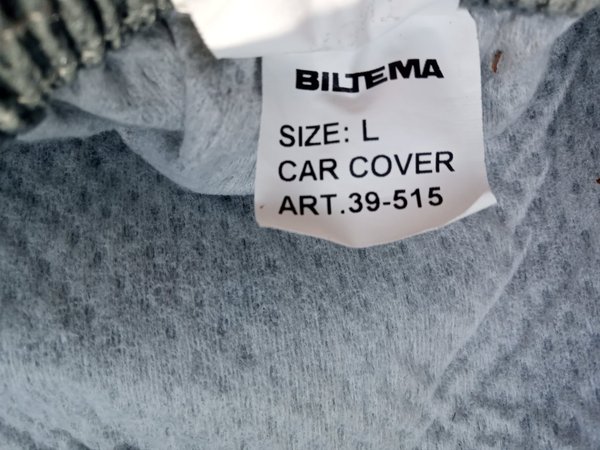 BILTEMA
SIZE: L
CAR COVER
ART.39-515